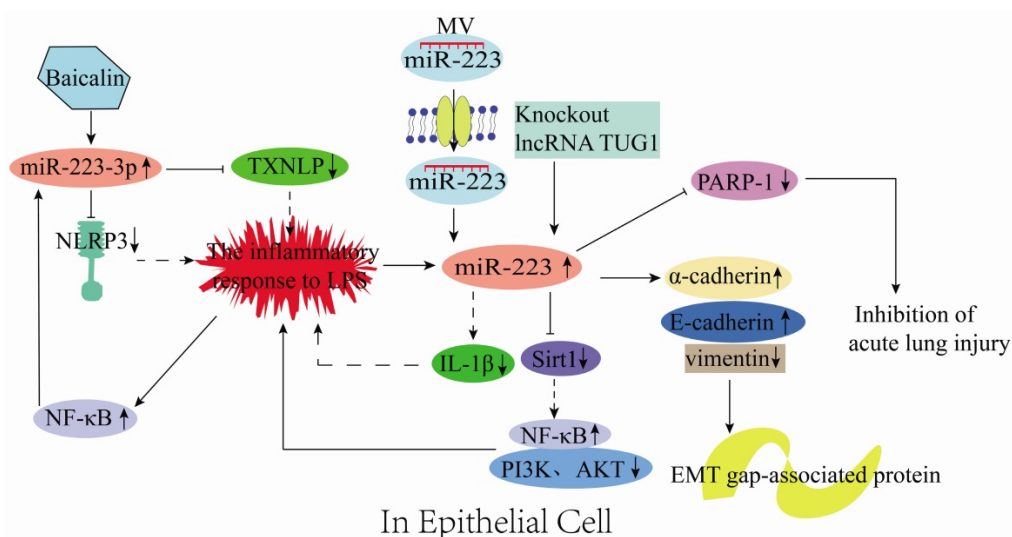 MV
miR-223
Baicalin
Knockout
lncRNA TUG1
miR-223-3p
TXNLP
miR-223
PARP-1
NLRP3
The inflammatory
response to LPS
miR-223
α-cadherin
E-cadherin
Inhibition of
acute lung injury
vimentin
IL-1β
Sirt1
NF-κB
NF-κB
PI3K、AKT
EMT gap-associated protein
In Epithelial Cell